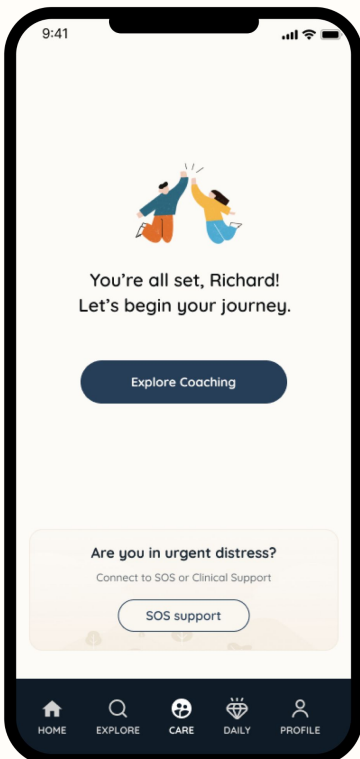 9:41
You're all set, Richard!
Let's begin your journey.
Explore Coaching
Are you in urgent distress?
Connect to SOS or Clinical Support
SOS support
HOME
EXPLORE
CARE
DAILY
PROFILE